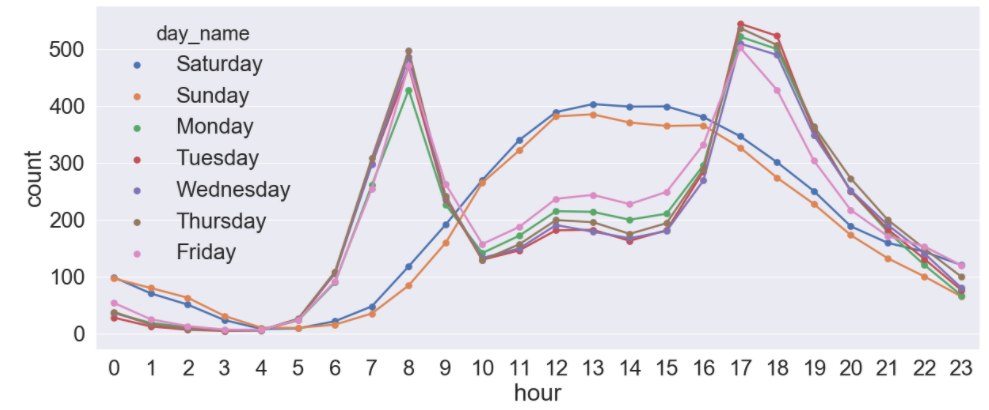 day_name
Saturday
Sunday
Monday
Tuesday
Wednesday
Thursday
Friday
count
500
400
300
200
100
0
0 1 2 3 4 5 6 7 8 9 10 11 12 13 14 15 16 17 18 19 20 21 22 23
hour